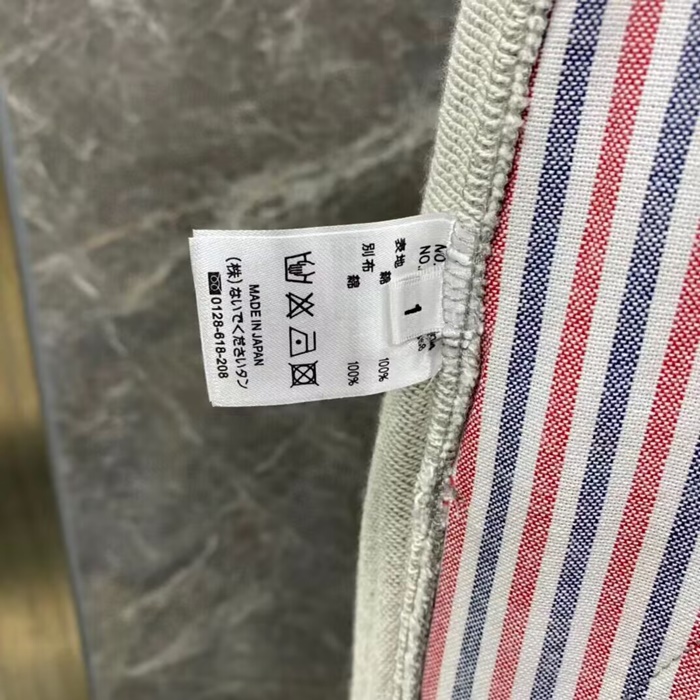 NO.
NO.
1
表地 綿 100%
別布 綿 100%
MADE IN JAPAN
(株)ないでくださいタン
0128-618-208